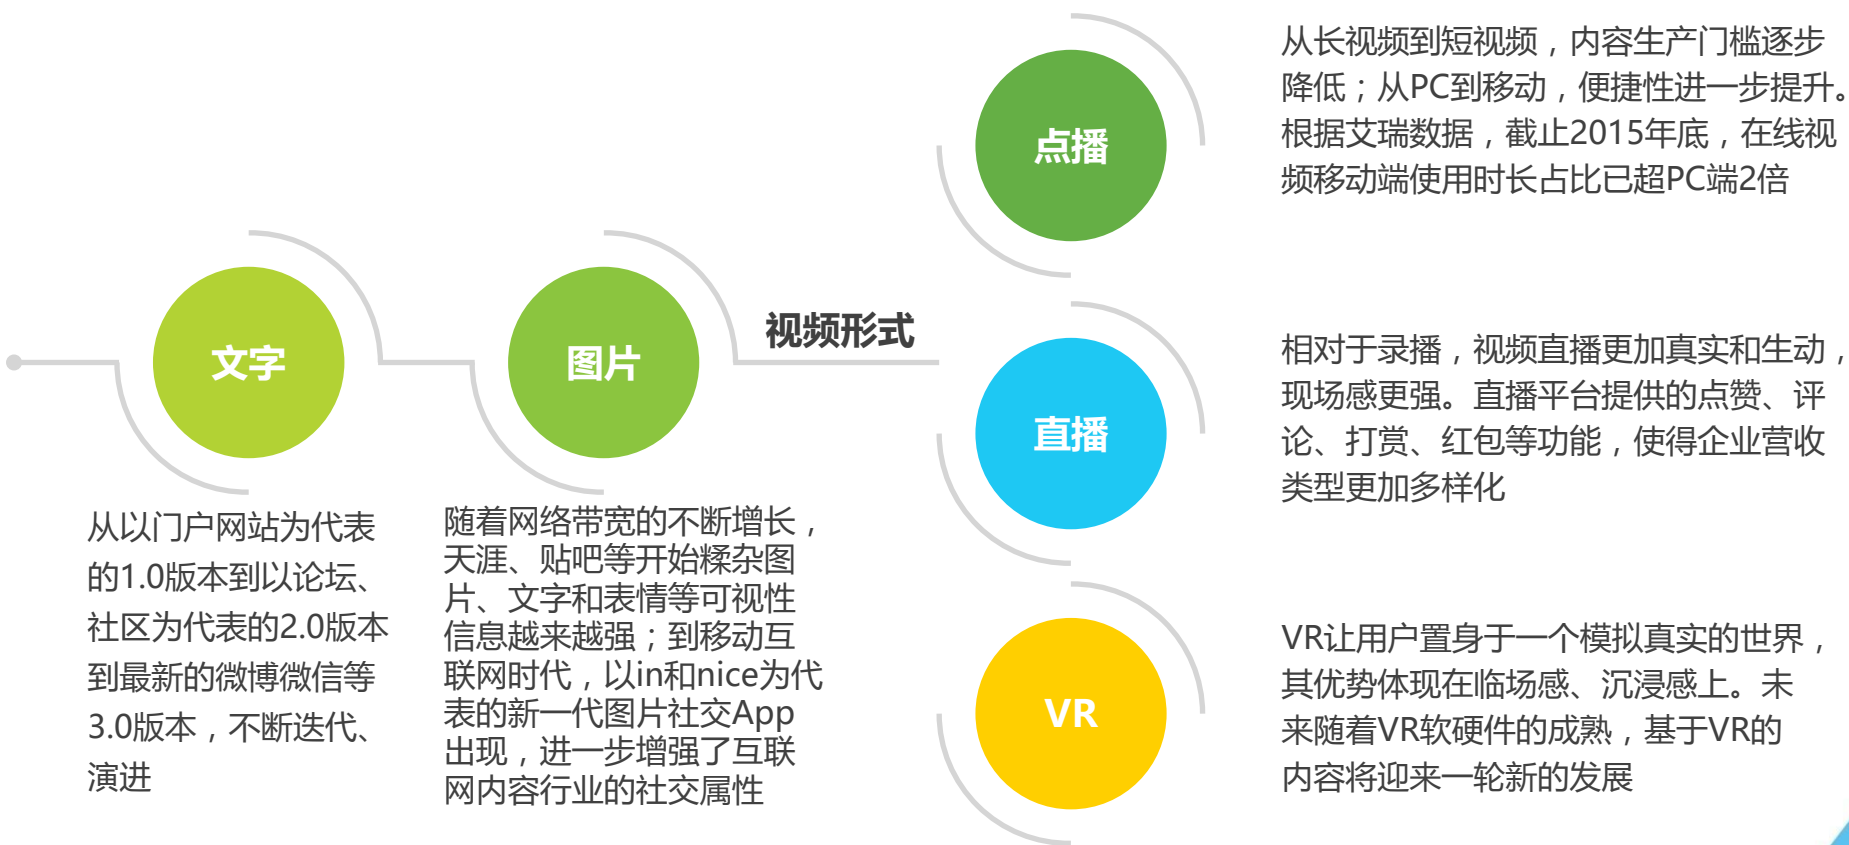 文字
从以门户网站为代表
的1.0版本到以论坛、
社区为代表的2.0版本
到最新的微博微信等
3.0版本，不断迭代、
演进
图片
随着网络带宽的不断增长，
天涯、贴吧等开始糅杂图
片、文字和表情等可视性
信息越来越强；到移动互
联网时代，以in和nice为代
表的新一代图片社交App
出现，进一步增强了互联
网内容行业的社交属性
视频形式
点播
从长视频到短视频，内容生产门槛逐步
降低；从PC到移动，便捷性进一步提升。
根据艾瑞数据，截止2015年底，在线视
频移动端使用时长占比已超PC端2倍
直播
相对于录播，视频直播更加真实和生动，
现场感更强。直播平台提供的点赞、评
论、打赏、红包等功能，使得企业营收
类型更加多样化
VR
VR让用户置身于一个模拟真实的世界，
其优势体现在临场感、沉浸感上。未
来随着VR软硬件的成熟，基于VR的
内容将迎来一轮新的发展